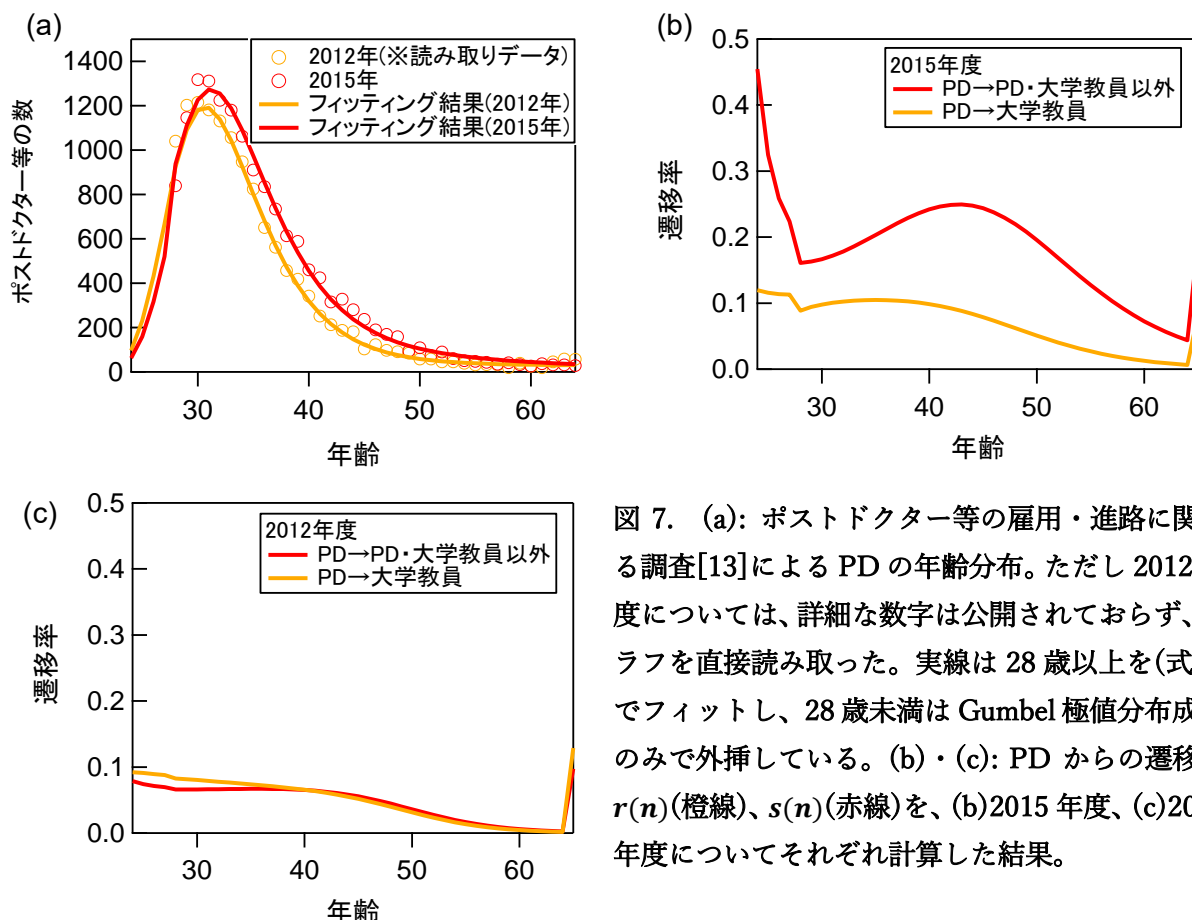 (a)
ポストドクター等の数
1400
1200
1000
800
600
400
200
0
2012年(※読み取りデータ)
2015年
フィッティング結果(2012年)
フィッティング結果(2015年)
30
40
50
60
年齢
(b)
遷移率
0.5
0.4
0.3
0.2
0.1
0.0
2015年度
PD→PD・大学教員以外
PD→大学教員
30
40
50
60
年齢
(c)
遷移率
0.5
0.4
0.3
0.2
0.1
0.0
2012年度
PD→PD・大学教員以外
PD→大学教員
30
40
50
60
年齢
図 7. (a): ポストドクター等の雇用・進路に関
る調査[13]による PD の年齢分布。ただし 2012
度については、詳細な数字は公開されておらず、
ラフを直接読み取った。実線は 28 歳以上を(式
でフィットし、28 歳未満は Gumbel 極値分布成
のみで外挿している。(b)・(c): PD からの遷移
r(n)(橙線)、s(n)(赤線)を、(b)2015 年度、(c)20
年度についてそれぞれ計算した結果。